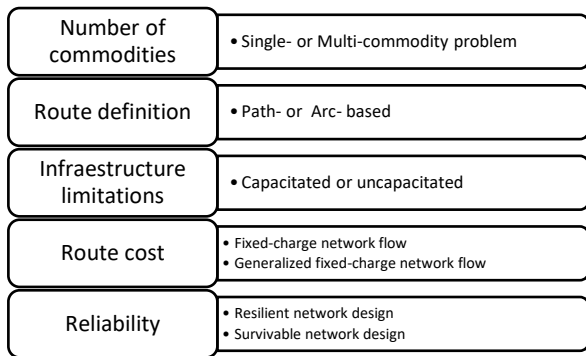 Number of
commodities
• Single- or Multi-commodity problem
Route definition
• Path- or Arc- based
Infraestructure
limitations
• Capacitated or uncapacitated
Route cost
• Fixed-charge network flow
• Generalized fixed-charge network flow
Reliability
• Resilient network design
• Survivable network design